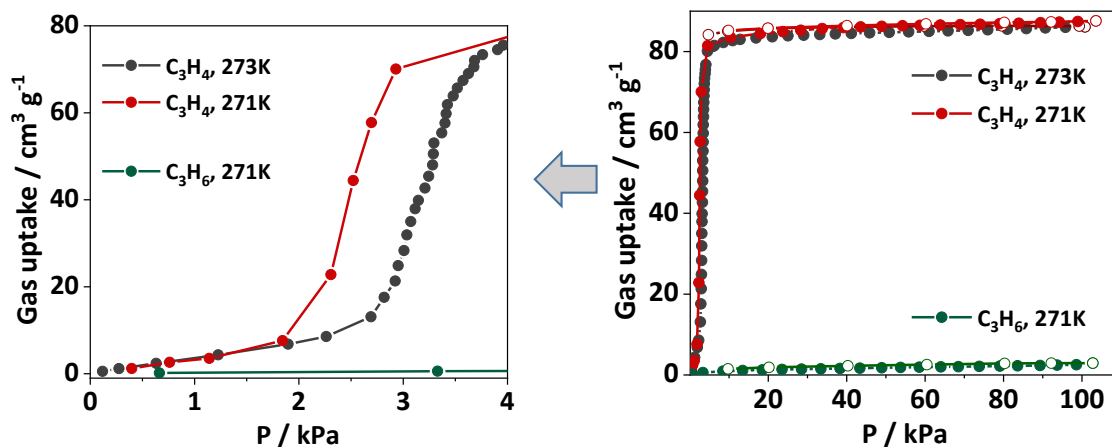 80
60
40
20
0
Gas uptake / cm³ g⁻¹
C₃H₄, 273K
C₃H₄, 271K
C₃H₆, 271K
0 1 2 3 4
P / kPa
80
60
40
20
0
Gas uptake / cm³ g⁻¹
C₃H₄, 273K
C₃H₄, 271K
C₃H₆, 271K
20 40 60 80 100
P / kPa